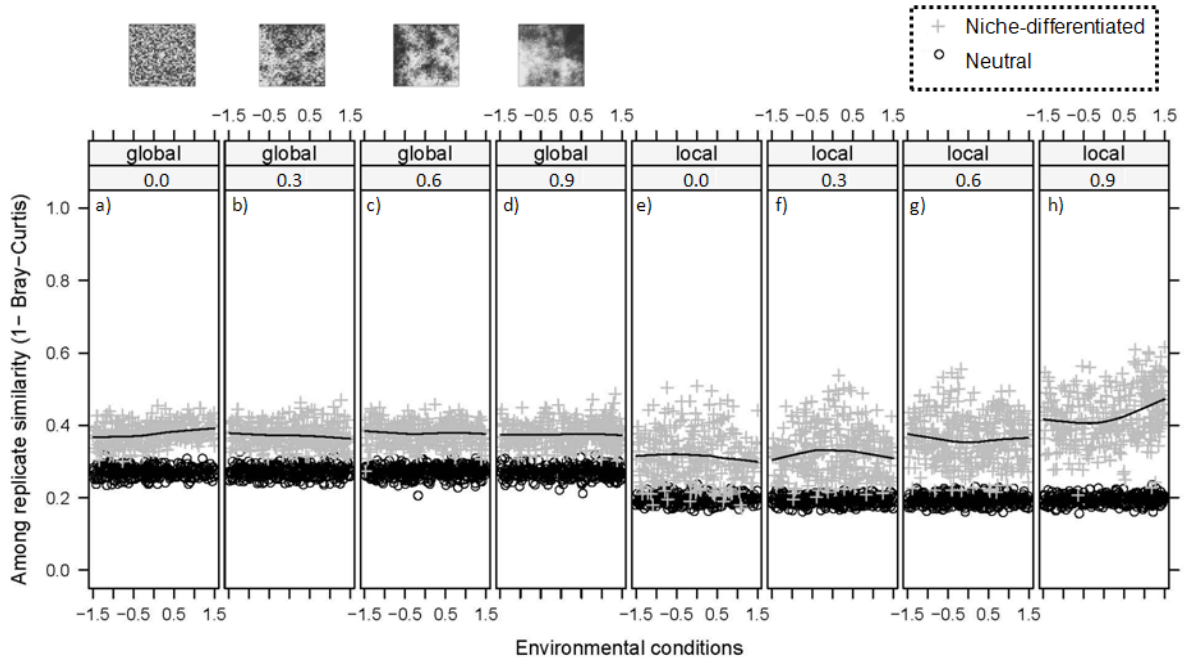 Niche-differentiated
Neutral
−1.5 −0.5 0.5 1.5 −1.5 −0.5 0.5 1.5 −1.5 −0.5 0.5 1.5 −1.5 −0.5 0.5 1.5
global global global global local local local local
0.0 0.3 0.6 0.9 0.0 0.3 0.6 0.9
a) b) c) d) e) f) g) h)
Among replicate similarity (1− Bray−Curtis)
1.0
0.8
0.6
0.4
0.2
0.0
−1.5 −0.5 0.5 1.5 −1.5 −0.5 0.5 1.5 −1.5 −0.5 0.5 1.5 −1.5 −0.5 0.5 1.5
Environmental conditions